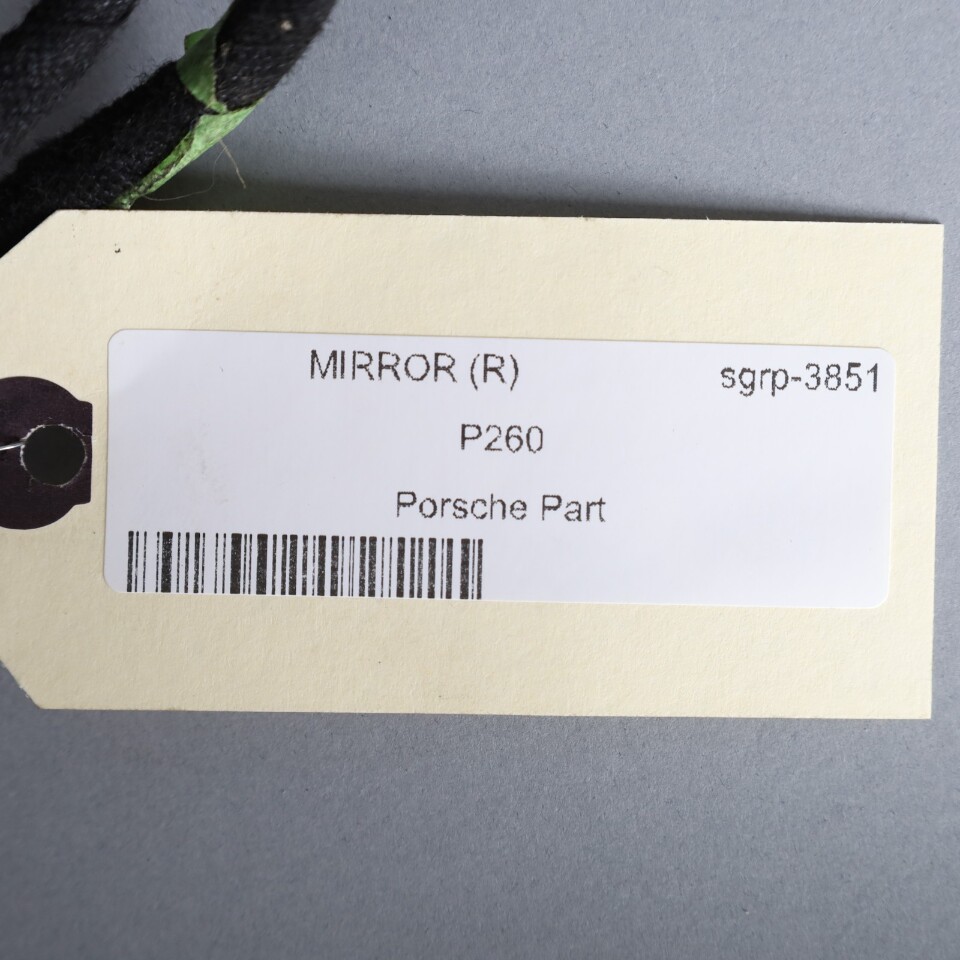 MIRROR (R) sgrp-3851
P260
Porsche Part